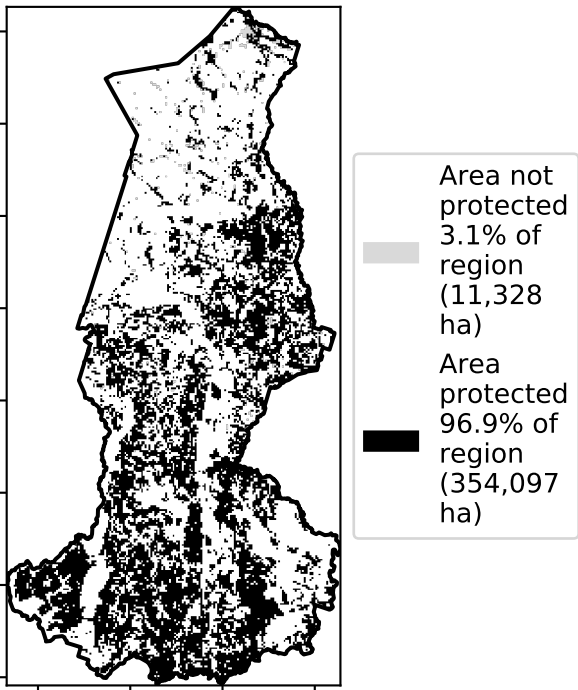 Area not
protected
3.1% of
region
(11,328
ha)
Area
protected
96.9% of
region
(354,097
ha)